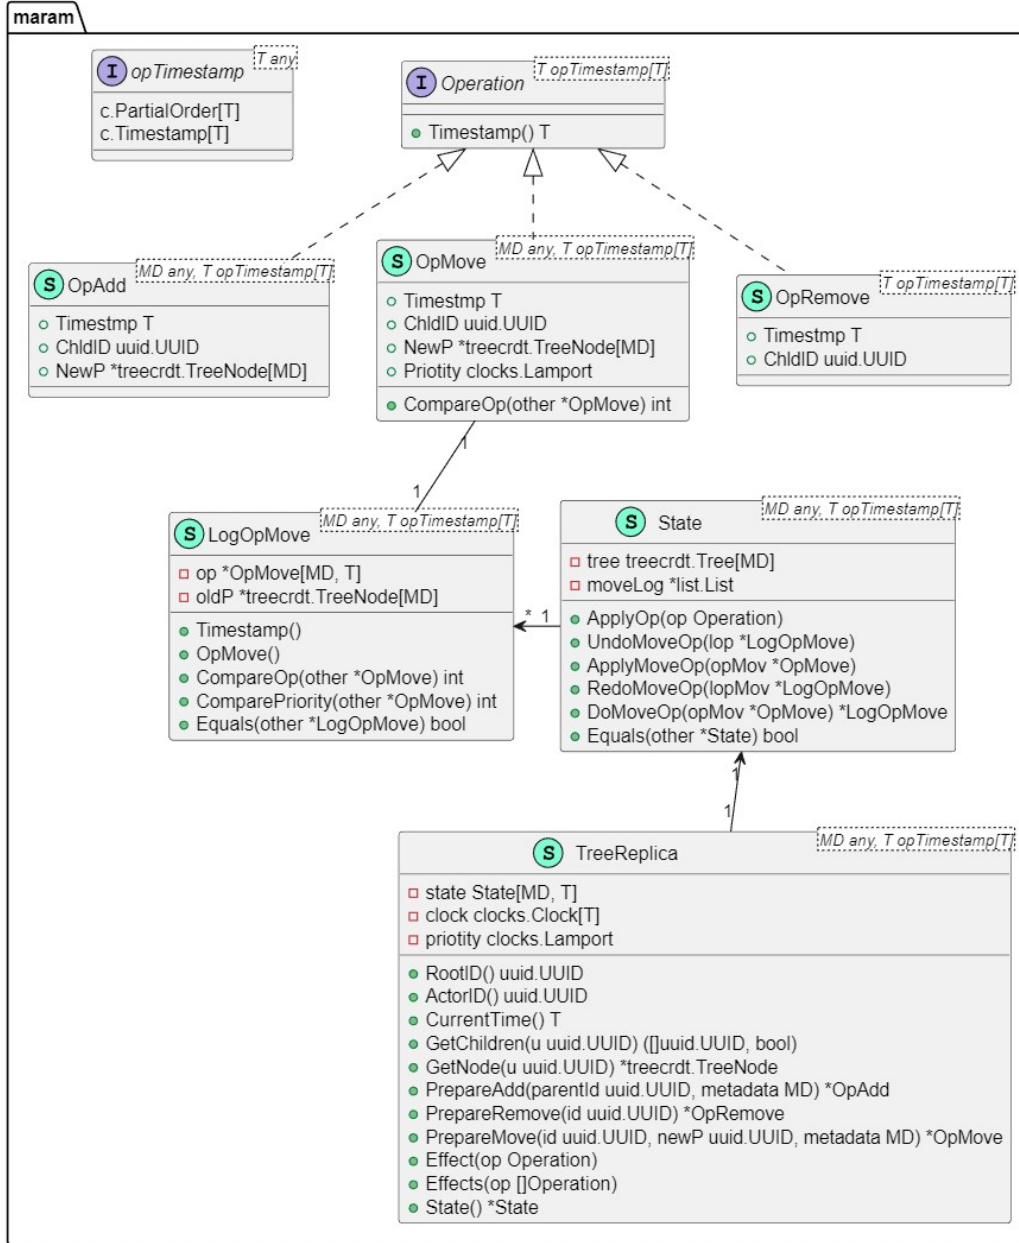 maram
T any
I opTimestamp
c.PartialOrder[T]
c.Timestamp[T]
T opTimestamp[T]
I Operation
Timestamp() T
MD any, T opTimestamp[T]
S OpAdd
Timestmp T
ChldID uuid.UUID
NewP *treecrdt.TreeNode[MD]
MD any, T opTimestamp[T]
S OpMove
Timestmp T
ChldID uuid.UUID
NewP *treecrdt.TreeNode[MD]
Priotity clocks.Lamport
CompareOp(other *OpMove) int
T opTimestamp[T]
S OpRemove
Timestmp T
ChldID uuid.UUID
1
1
MD any, T opTimestamp[T]
S LogOpMove
op *OpMove[MD, T]
oldP *treecrdt.TreeNode[MD]
Timestamp()
OpMove()
CompareOp(other *OpMove) int
ComparePriority(other *OpMove) int
Equals(other *LogOpMove) bool
* 1
MD any, T opTimestamp[T]
S State
tree treecrdt.Tree[MD]
moveLog *list.List
ApplyOp(op Operation)
UndoMoveOp(lop *LogOpMove)
ApplyMoveOp(opMov *OpMove)
RedoMoveOp(lopMov *LogOpMove)
DoMoveOp(opMov *OpMove) *LogOpMove
Equals(other *State) bool
1
1
MD any, T opTimestamp[T]
S TreeReplica
state State[MD, T]
clock clocks.Clock[T]
priotity clocks.Lamport
RootID() uuid.UUID
ActorID() uuid.UUID
CurrentTime() T
GetChildren(u uuid.UUID) ([]uuid.UUID, bool)
GetNode(u uuid.UUID) *treecrdt.TreeNode
PrepareAdd(parentId uuid.UUID, metadata MD) *OpAdd
PrepareRemove(id uuid.UUID) *OpRemove
PrepareMove(id uuid.UUID, newP uuid.UUID, metadata MD) *OpMove
Effect(op Operation)
Effects(op []Operation)
State() *State